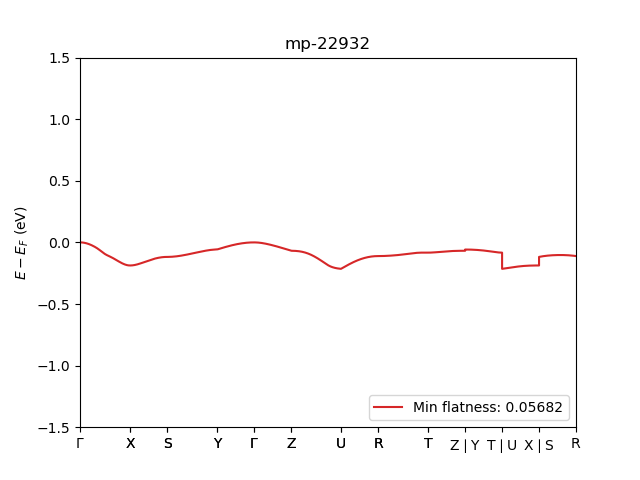 mp-22932
E − E_F (eV)
1.5
1.0
0.5
0.0
−0.5
−1.0
−1.5
Min flatness: 0.05682
Γ X S Y Γ Z U R T Z | Y T | U X | S R